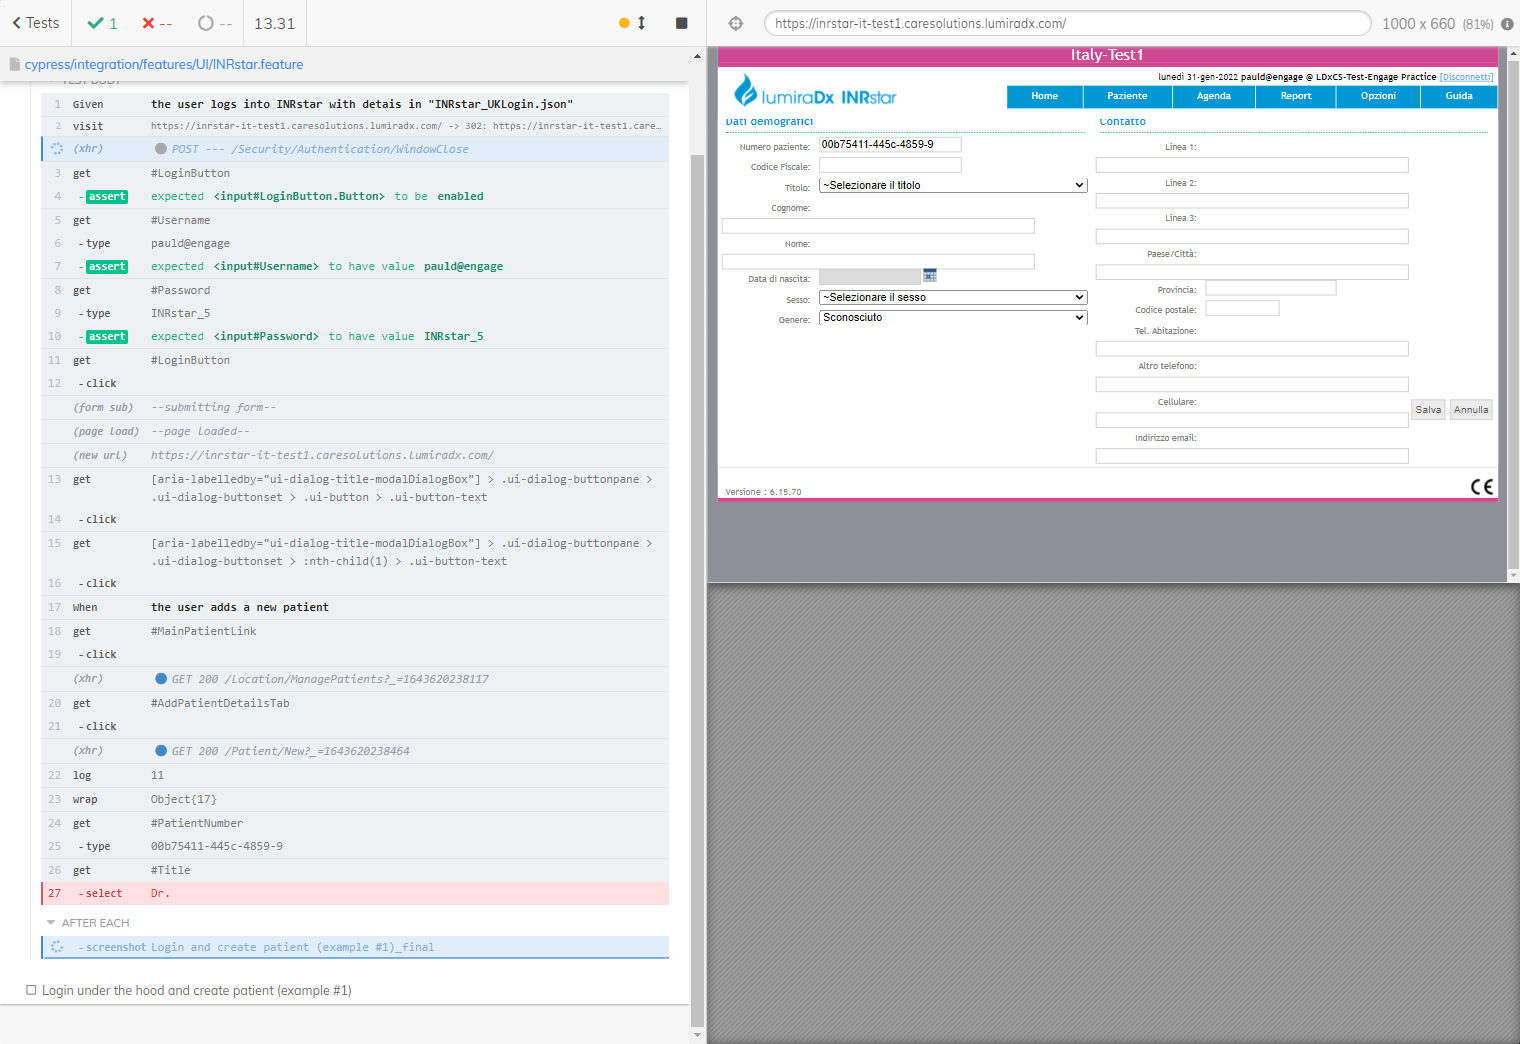 Tests
1
--
--
13.31
cypress/integration/features/UI/INRstar.feature
TEST BODY
1 Given the user logs into INRstar with detais in "INRstar_UKLogin.json"
2 visit https://inrstar-it-test1.caresolutions.lumiradx.com/ -> 302: https://inrstar-it-test1.care…
(xhr) POST --- /Security/Authentication/WindowClose
3 get #LoginButton
4 -assert expected <input#LoginButton.Button> to be enabled
5 get #Username
6 -type pauld@engage
7 -assert expected <input#Username> to have value pauld@engage
8 get #Password
9 -type INRstar_5
10 -assert expected <input#Password> to have value INRstar_5
11 get #LoginButton
12 -click
(form sub) --submitting form--
(page load) --page loaded--
(new url) https://inrstar-it-test1.caresolutions.lumiradx.com/
13 get [aria-labelledby="ui-dialog-title-modalDialogBox"] > .ui-dialog-buttonpane >
.ui-dialog-buttonset > .ui-button > .ui-button-text
14 -click
15 get [aria-labelledby="ui-dialog-title-modalDialogBox"] > .ui-dialog-buttonpane >
.ui-dialog-buttonset > :nth-child(1) > .ui-button-text
16 -click
17 When the user adds a new patient
18 get #MainPatientLink
19 -click
(xhr) GET 200 /Location/ManagePatients?_=1643620238117
20 get #AddPatientDetailsTab
21 -click
(xhr) GET 200 /Patient/New?_=1643620238464
22 log 11
23 wrap Object{17}
24 get #PatientNumber
25 -type 00b75411-445c-4859-9
26 get #Title
27 -select Dr.
AFTER EACH
-screenshot Login and create patient (example #1)_final
Login under the hood and create patient (example #1)
https://inrstar-it-test1.caresolutions.lumiradx.com/
1000 x 660 (81%)
Italy-Test1
lunedì 31-gen-2022 pauld@engage @ LDxCS-Test-Engage Practice [Disconnetti]
lumiraDx INRstar
Home Paziente Agenda Report Opzioni Guida
Dati demografici
Numero paziente: 00b75411-445c-4859-9
Codice Fiscale:
Titolo: ~Selezionare il titolo
Cognome:
Nome:
Data di nascita:
Sesso: ~Selezionare il sesso
Genere: Sconosciuto
Contatto
Linea 1:
Linea 2:
Linea 3:
Paese/Città:
Provincia:
Codice postale:
Tel. Abitazione:
Altro telefono:
Cellulare:
Indirizzo email:
Salva Annulla
Versione : 6.15.70
CE